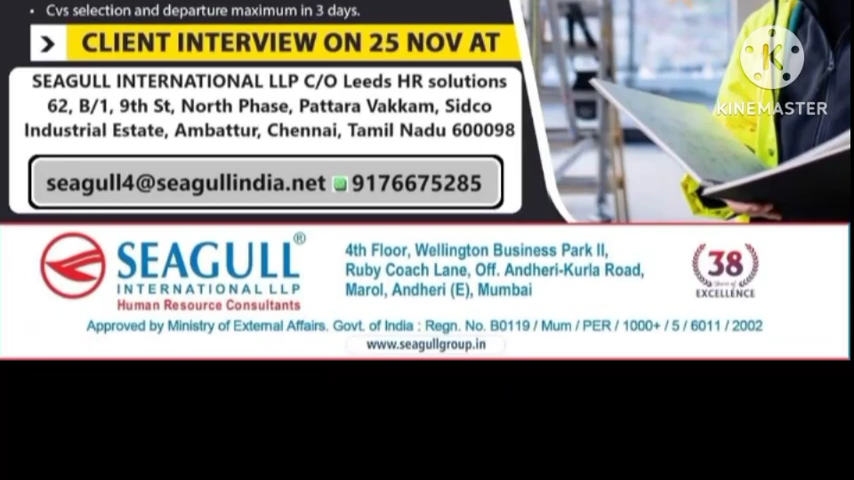 • Cvs selection and departure maximum in 3 days.
CLIENT INTERVIEW ON 25 NOV AT
SEAGULL INTERNATIONAL LLP C/O Leeds HR solutions
62, B/1, 9th St, North Phase, Pattara Vakkam, Sidco
Industrial Estate, Ambattur, Chennai, Tamil Nadu 600098
seagull4@seagullindia.net 9176675285
K
KINEMASTER
SEAGULL®
INTERNATIONAL LLP
Human Resource Consultants
4th Floor, Wellington Business Park II,
Ruby Coach Lane, Off. Andheri-Kurla Road,
Marol, Andheri (E), Mumbai
38
Years of
EXCELLENCE
Approved by Ministry of External Affairs. Govt. of India : Regn. No. B0119 / Mum / PER / 1000+ / 5 / 6011 / 2002
www.seagullgroup.in